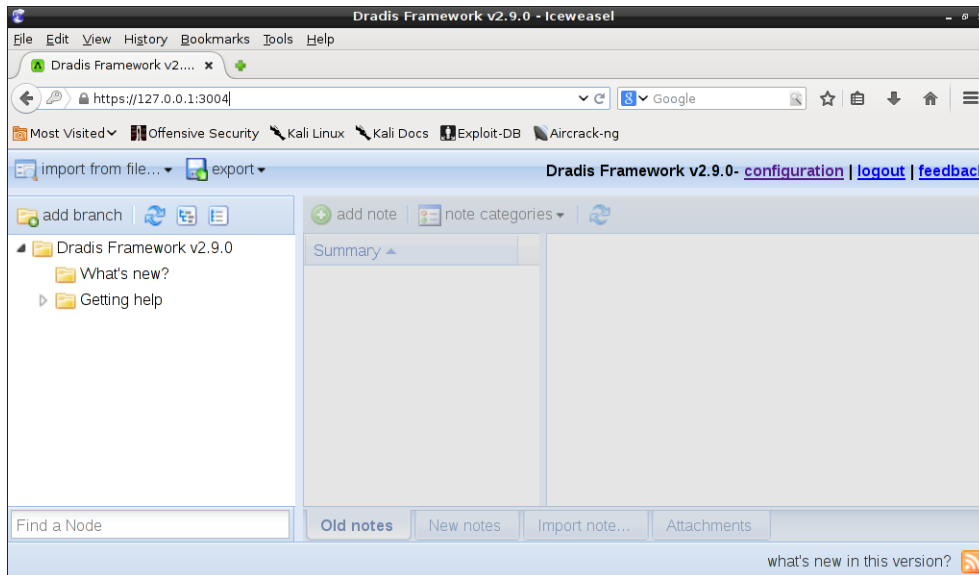 Dradis Framework v2.9.0 - Iceweasel
File Edit View History Bookmarks Tools Help
Dradis Framework v2....
https://127.0.0.1:3004
Google
Most Visited Offensive Security Kali Linux Kali Docs Exploit-DB Aircrack-ng
import from file... export
Dradis Framework v2.9.0- configuration | logout | feedback
add branch
add note note categories
Dradis Framework v2.9.0
Summary
What's new?
Getting help
Find a Node
Old notes New notes Import note... Attachments
what's new in this version?